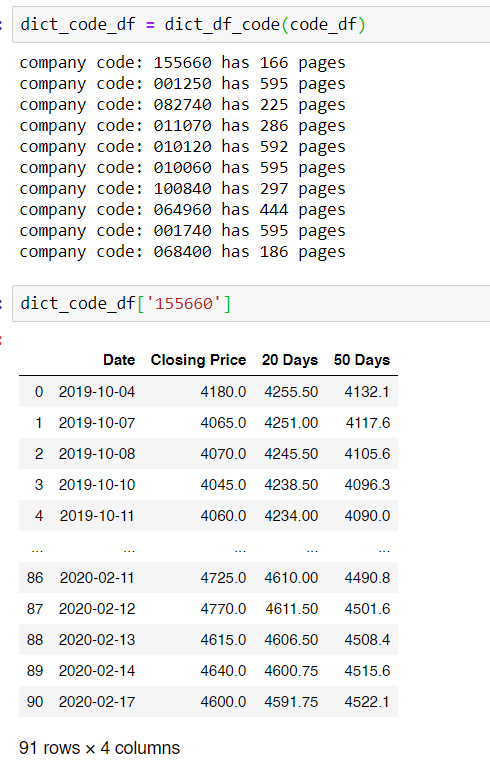 dict_code_df = dict_df_code(code_df)
company code: 155660 has 166 pages
company code: 001250 has 595 pages
company code: 082740 has 225 pages
company code: 011070 has 286 pages
company code: 010120 has 592 pages
company code: 010060 has 595 pages
company code: 100840 has 297 pages
company code: 064960 has 444 pages
company code: 001740 has 595 pages
company code: 068400 has 186 pages
dict_code_df['155660']
Date Closing Price 20 Days 50 Days
0 2019-10-04 4180.0 4255.50 4132.1
1 2019-10-07 4065.0 4251.00 4117.6
2 2019-10-08 4070.0 4245.50 4105.6
3 2019-10-10 4045.0 4238.50 4096.3
4 2019-10-11 4060.0 4234.00 4090.0
... ... ... ... ...
86 2020-02-11 4725.0 4610.00 4490.8
87 2020-02-12 4770.0 4611.50 4501.6
88 2020-02-13 4615.0 4606.50 4508.4
89 2020-02-14 4640.0 4600.75 4515.6
90 2020-02-17 4600.0 4591.75 4522.1
91 rows × 4 columns